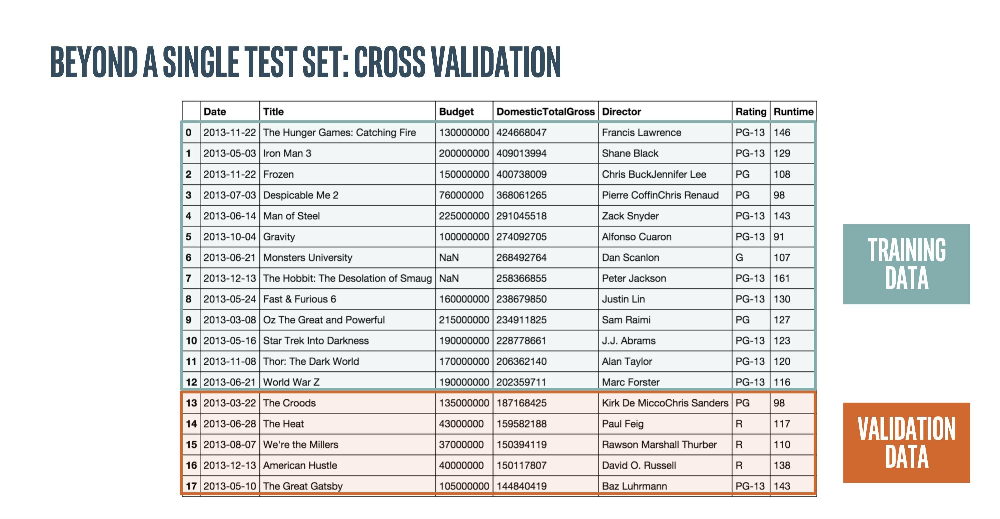 BEYOND A SINGLE TEST SET: CROSS VALIDATION
Date Title Budget DomesticTotalGross Director Rating Runtime
0 2013-11-22 The Hunger Games: Catching Fire 130000000 424668047 Francis Lawrence PG-13 146
1 2013-05-03 Iron Man 3 200000000 409013994 Shane Black PG-13 129
2 2013-11-22 Frozen 150000000 400738009 Chris BuckJennifer Lee PG 108
3 2013-07-03 Despicable Me 2 76000000 368061265 Pierre CoffinChris Renaud PG 98
4 2013-06-14 Man of Steel 225000000 291045518 Zack Snyder PG-13 143
5 2013-10-04 Gravity 100000000 274092705 Alfonso Cuaron PG-13 91
6 2013-06-21 Monsters University NaN 268492764 Dan Scanlon G 107
7 2013-12-13 The Hobbit: The Desolation of Smaug NaN 258366855 Peter Jackson PG-13 161
8 2013-05-24 Fast & Furious 6 160000000 238679850 Justin Lin PG-13 130
9 2013-03-08 Oz The Great and Powerful 215000000 234911825 Sam Raimi PG 127
10 2013-05-16 Star Trek Into Darkness 190000000 228778661 J.J. Abrams PG-13 123
11 2013-11-08 Thor: The Dark World 170000000 206362140 Alan Taylor PG-13 120
12 2013-06-21 World War Z 190000000 202359711 Marc Forster PG-13 116
13 2013-03-22 The Croods 135000000 187168425 Kirk De MiccoChris Sanders PG 98
14 2013-06-28 The Heat 43000000 159582188 Paul Feig R 117
15 2013-08-07 We're the Millers 37000000 150394119 Rawson Marshall Thurber R 110
16 2013-12-13 American Hustle 40000000 150117807 David O. Russell R 138
17 2013-05-10 The Great Gatsby 105000000 144840419 Baz Luhrmann PG-13 143
TRAINING
DATA
VALIDATION
DATA